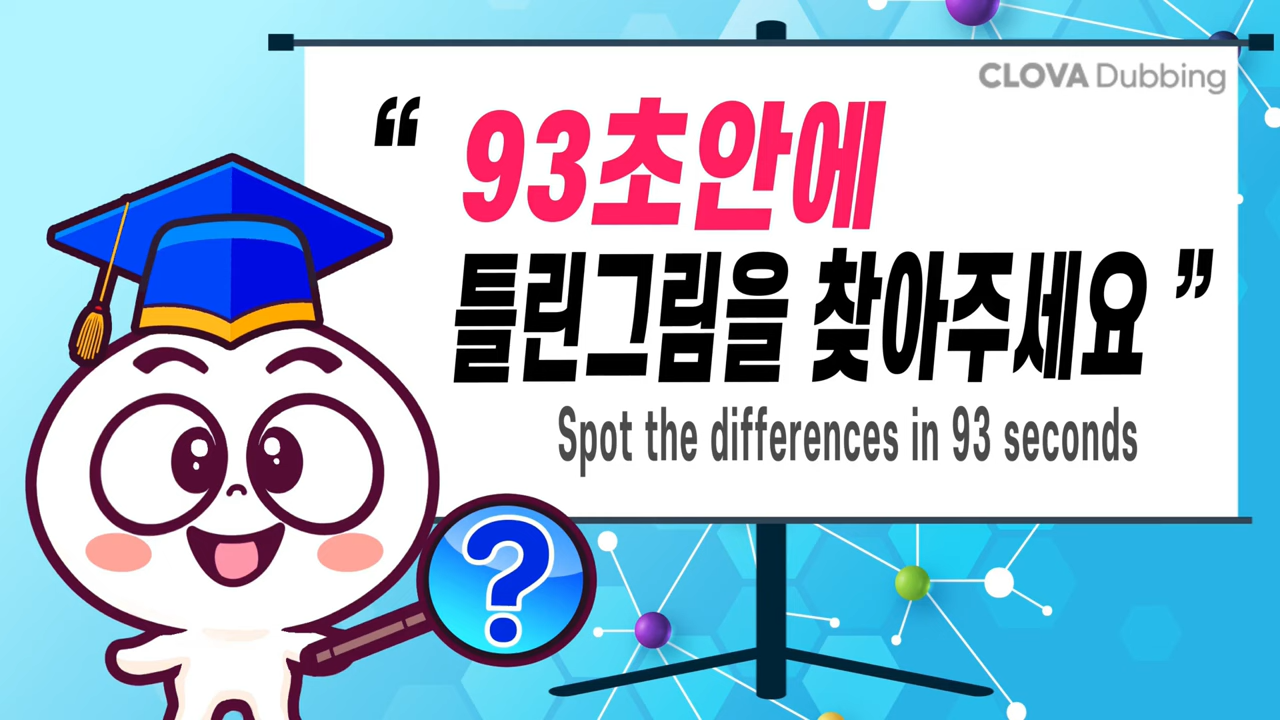 CLOVA Dubbing
“ 93초안에
틀린그림을 찾아주세요 ”
Spot the differences in 93 seconds
?